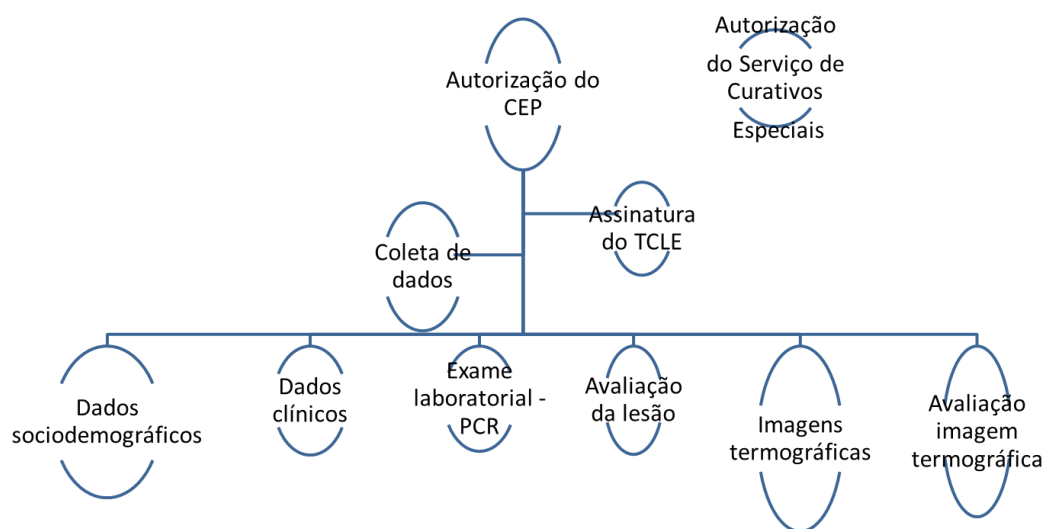 Autorização do
CEP
Autorização
do Serviço de
Curativos
Especiais
Assinatura
do TCLE
Coleta de
dados
Dados
sociodemográficos
Dados
clínicos
Exame
laboratorial -
PCR
Avaliação
da lesão
Imagens
termográficas
Avaliação
imagem
termográfica